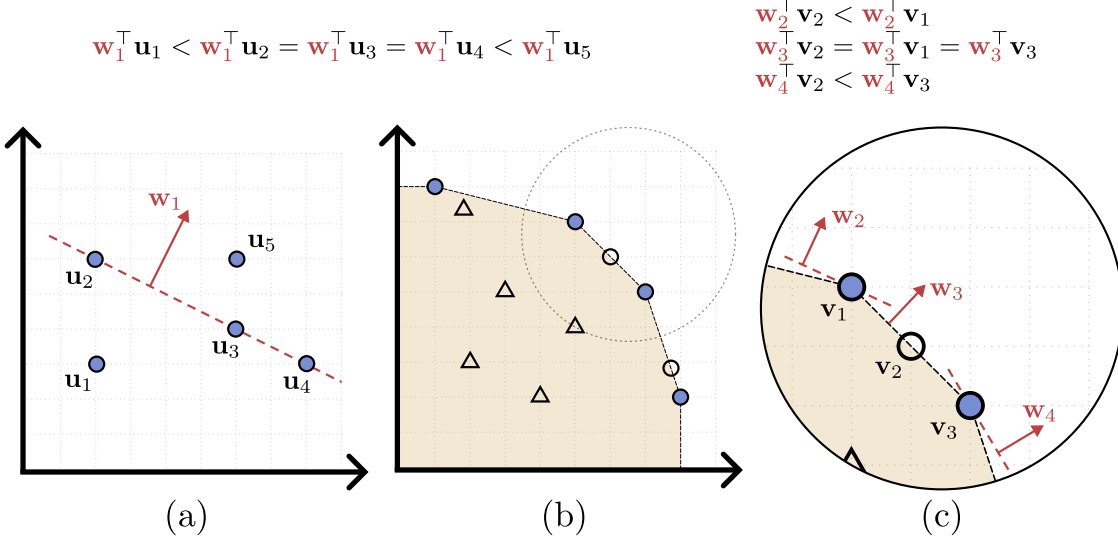 w₂⊤v₂ < w₂⊤v₁
w₁⊤u₁ < w₁⊤u₂ = w₁⊤u₃ = w₁⊤u₄ < w₁⊤u₅
w₃⊤v₂ = w₃⊤v₁ = w₃⊤v₃
w₄⊤v₂ < w₄⊤v₃
w₁
u₂
u₅
u₃
u₁
u₄
w₂
v₁
w₃
v₂
v₃
w₄
(a)
(b)
(c)